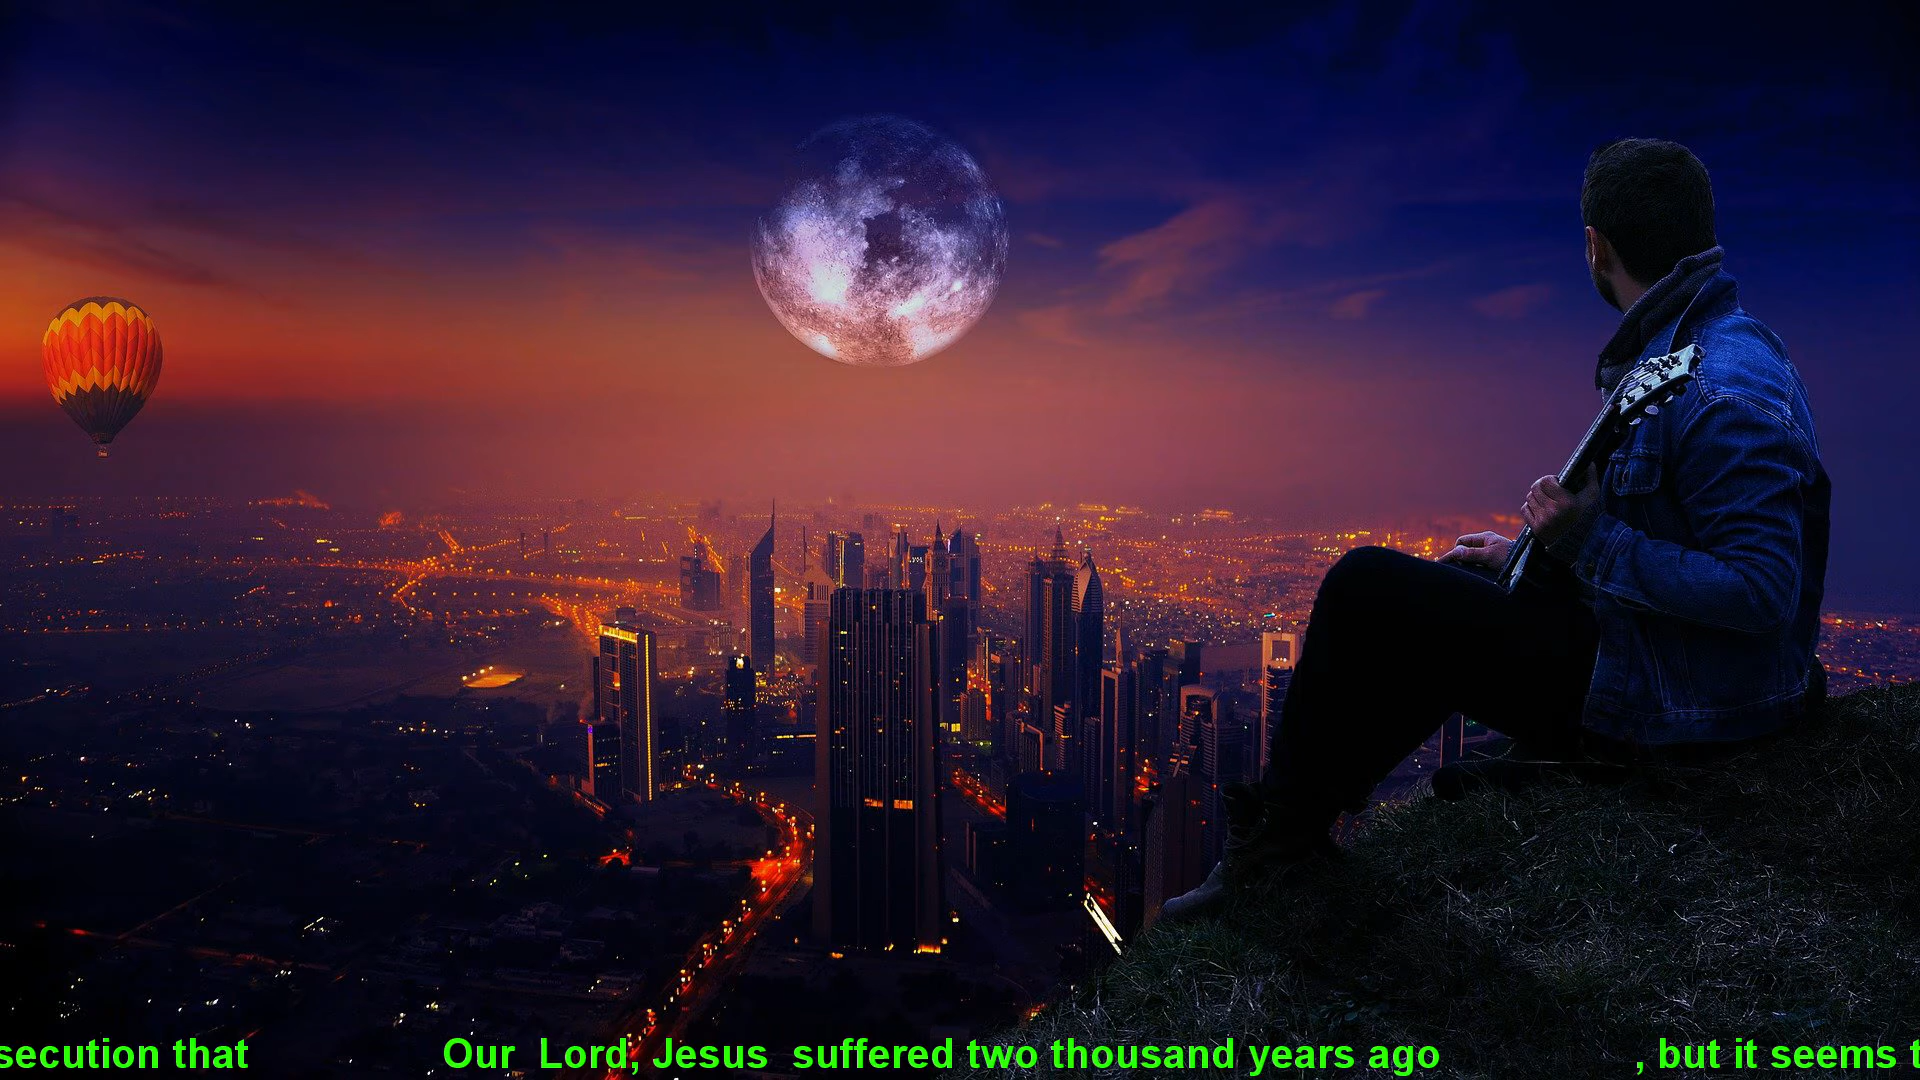 secution that Our Lord, Jesus suffered two thousand years ago , but it seems t